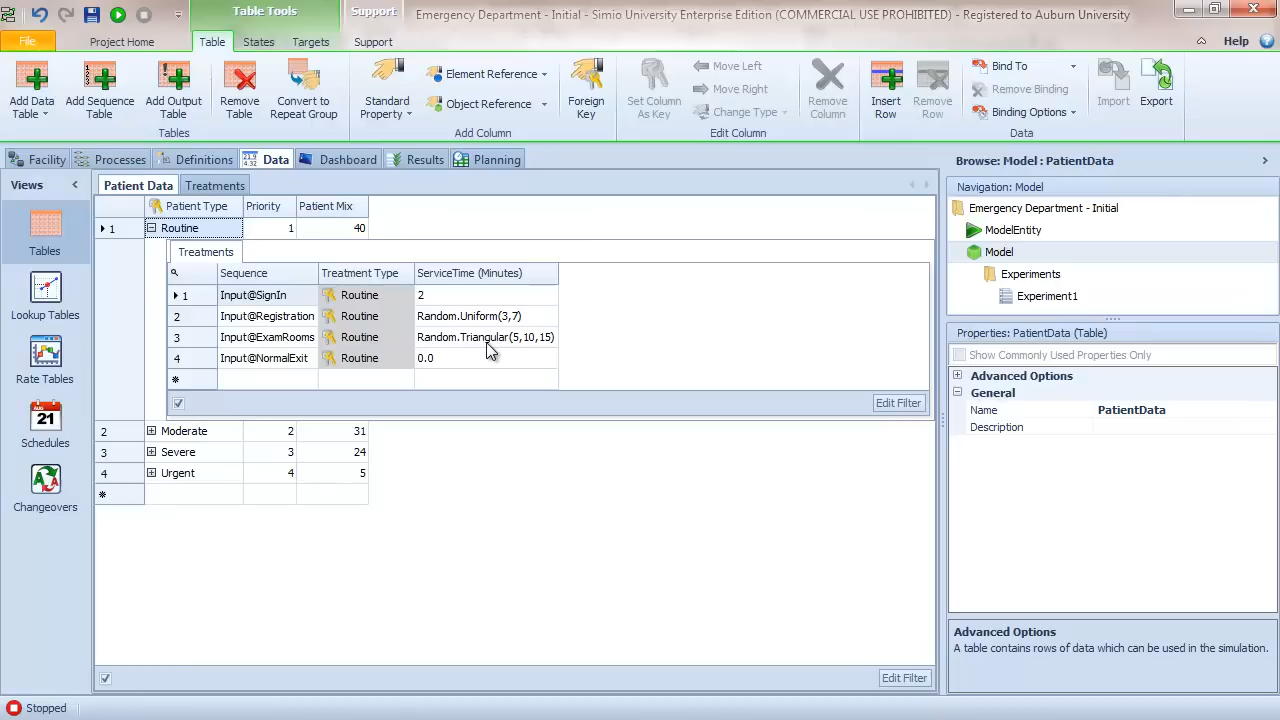 Table Tools
Support
Emergency Department - Initial - Simio University Enterprise Edition (COMMERCIAL USE PROHIBITED) - Registered to Auburn University
File
Project Home
Table
States
Targets
Support
Help
Add Data Table
Add Sequence Table
Add Output Table
Remove Table
Convert to Repeat Group
Tables
Standard Property
Element Reference
Object Reference
Foreign Key
Add Column
Set Column As Key
Move Left
Move Right
Change Type
Remove Column
Edit Column
Insert Row
Remove Row
Bind To
Remove Binding
Binding Options
Import
Export
Data
Facility
Processes
Definitions
Data
Dashboard
Results
Planning
Views
Tables
Lookup Tables
Rate Tables
AUG
21
Schedules
Changeovers
Patient Data
Treatments
Patient Type Priority Patient Mix
1 Routine 1 40
Treatments
Sequence Treatment Type ServiceTime (Minutes)
1 Input@SignIn Routine 2
2 Input@Registration Routine Random.Uniform(3,7)
3 Input@ExamRooms Routine Random.Triangular(5,10,15)
4 Input@NormalExit Routine 0.0
Edit Filter
2 Moderate 2 31
3 Severe 3 24
4 Urgent 4 5
Edit Filter
Browse: Model : PatientData
Navigation: Model
Emergency Department - Initial
ModelEntity
Model
Experiments
Experiment1
Properties: PatientData (Table)
Show Commonly Used Properties Only
Advanced Options
General
Name PatientData
Description
Advanced Options
A table contains rows of data which can be used in the simulation.
Stopped